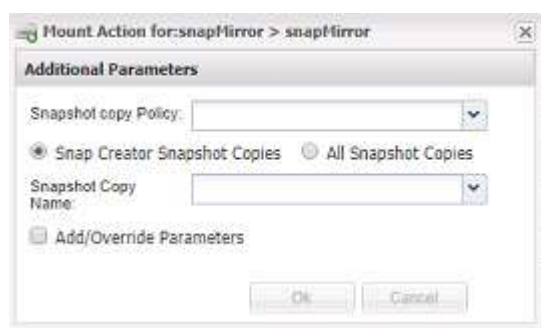 Mount Action for:snapMirror > snapMirror
Additional Parameters
Snapshot copy Policy:
Snap Creator Snapshot Copies All Snapshot Copies
Snapshot Copy
Name:
Add/Override Parameters
Ok Cancel